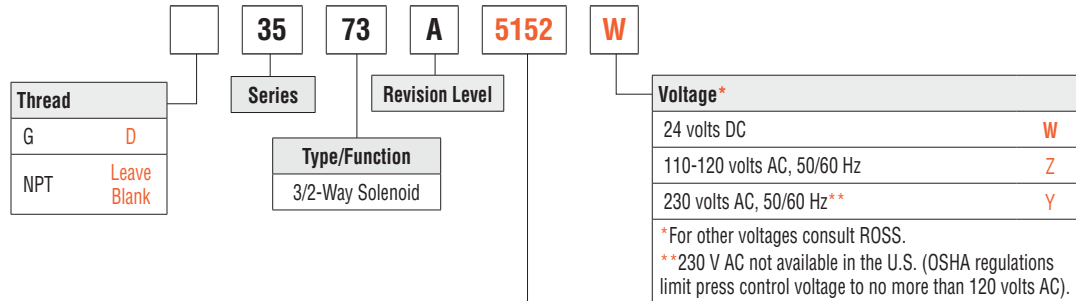 35 73 A 5152 W
Series
Revision Level
Thread
G D
NPT Leave Blank
Type/Function
3/2-Way Solenoid
Voltage*
24 volts DC W
110-120 volts AC, 50/60 Hz Z
230 volts AC, 50/60 Hz** Y
*For other voltages consult ROSS.
**230 V AC not available in the U.S. (OSHA regulations
limit press control voltage to no more than 120 volts AC).